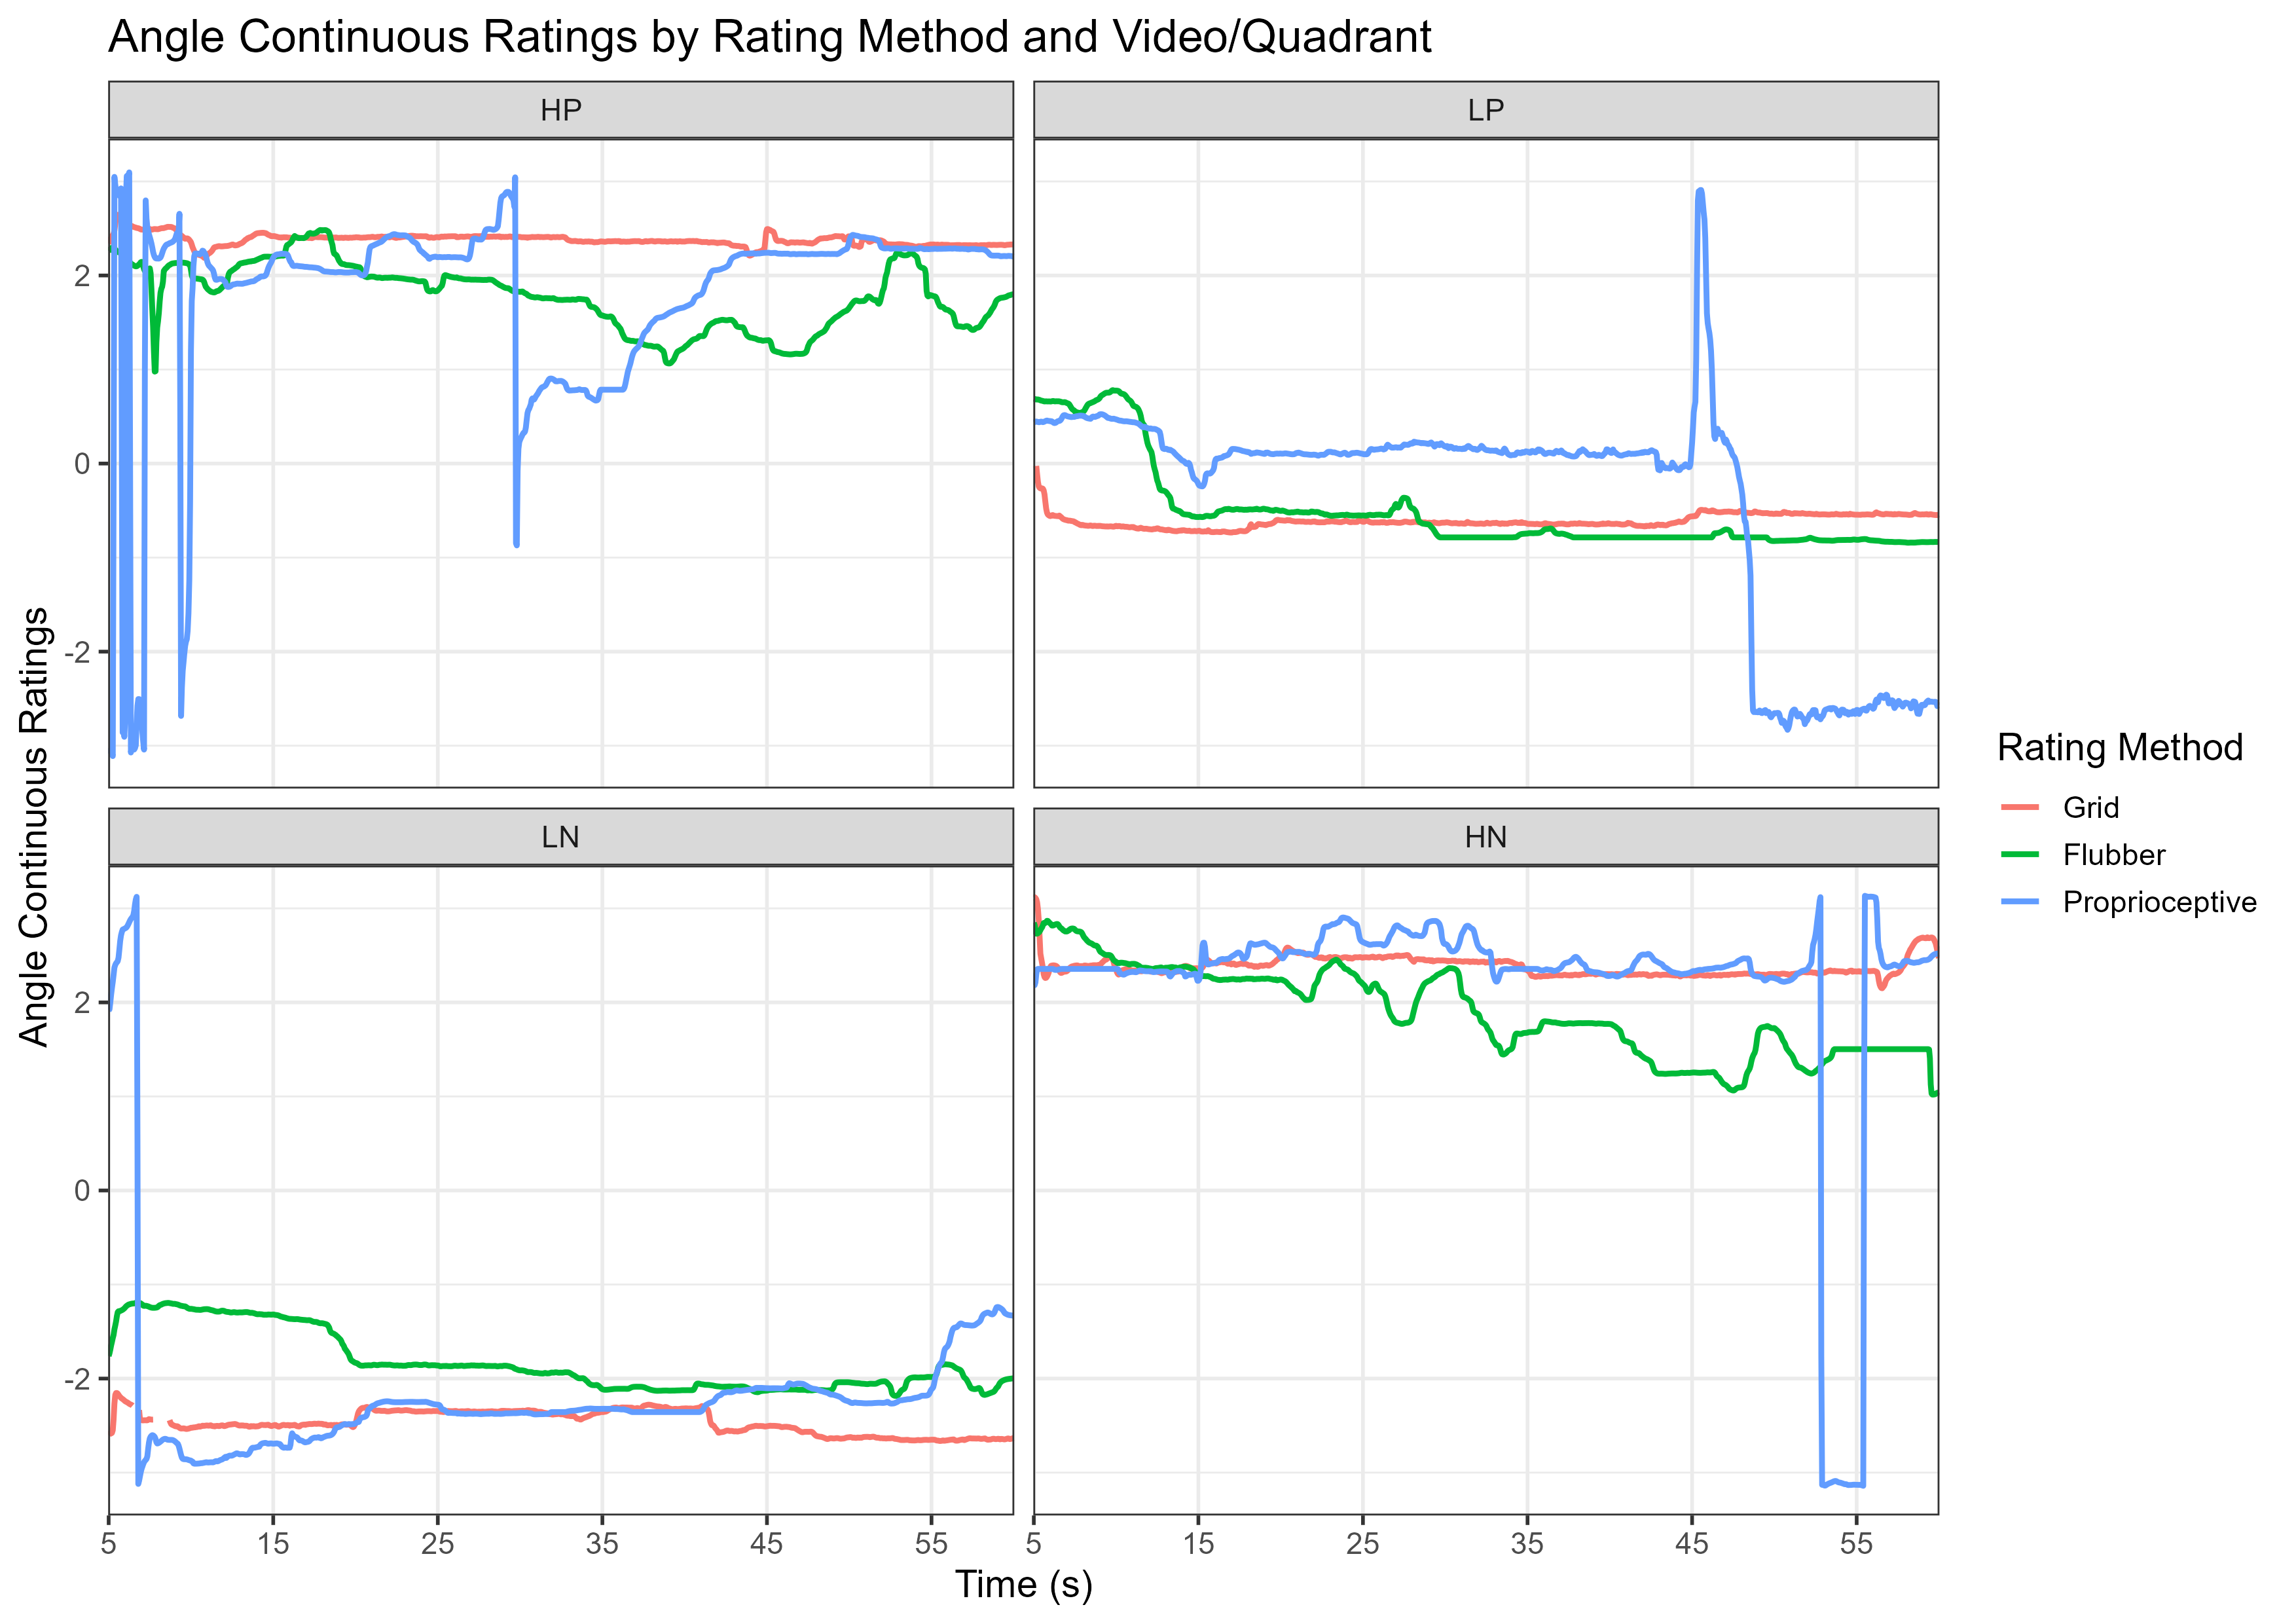 Angle Continuous Ratings by Rating Method and Video/Quadrant
HP
LP
2
0
-2
LN
HN
2
0
-2
5
15
25
35
45
55
5
15
25
35
45
55
Time (s)
Angle Continuous Ratings
Rating Method
Grid
Flubber
Proprioceptive